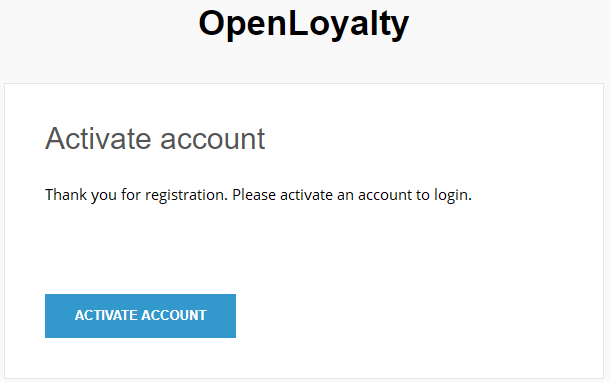 OpenLoyalty
Activate account
Thank you for registration. Please activate an account to login.
ACTIVATE ACCOUNT